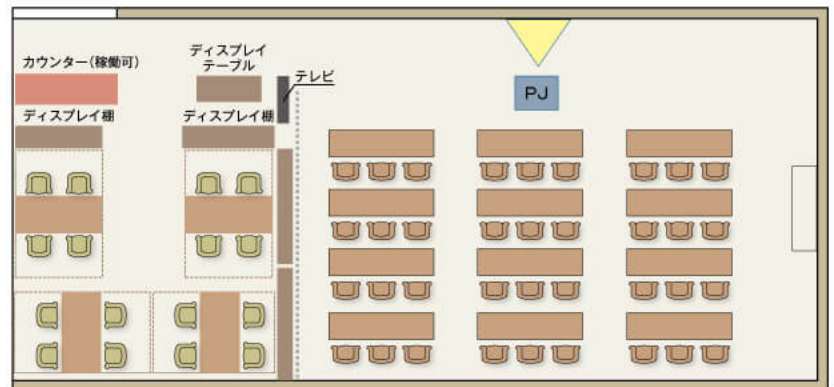 カウンター（稼働可）
ディスプレイ
テーブル
テレビ
PJ
ディスプレイ棚
ディスプレイ棚